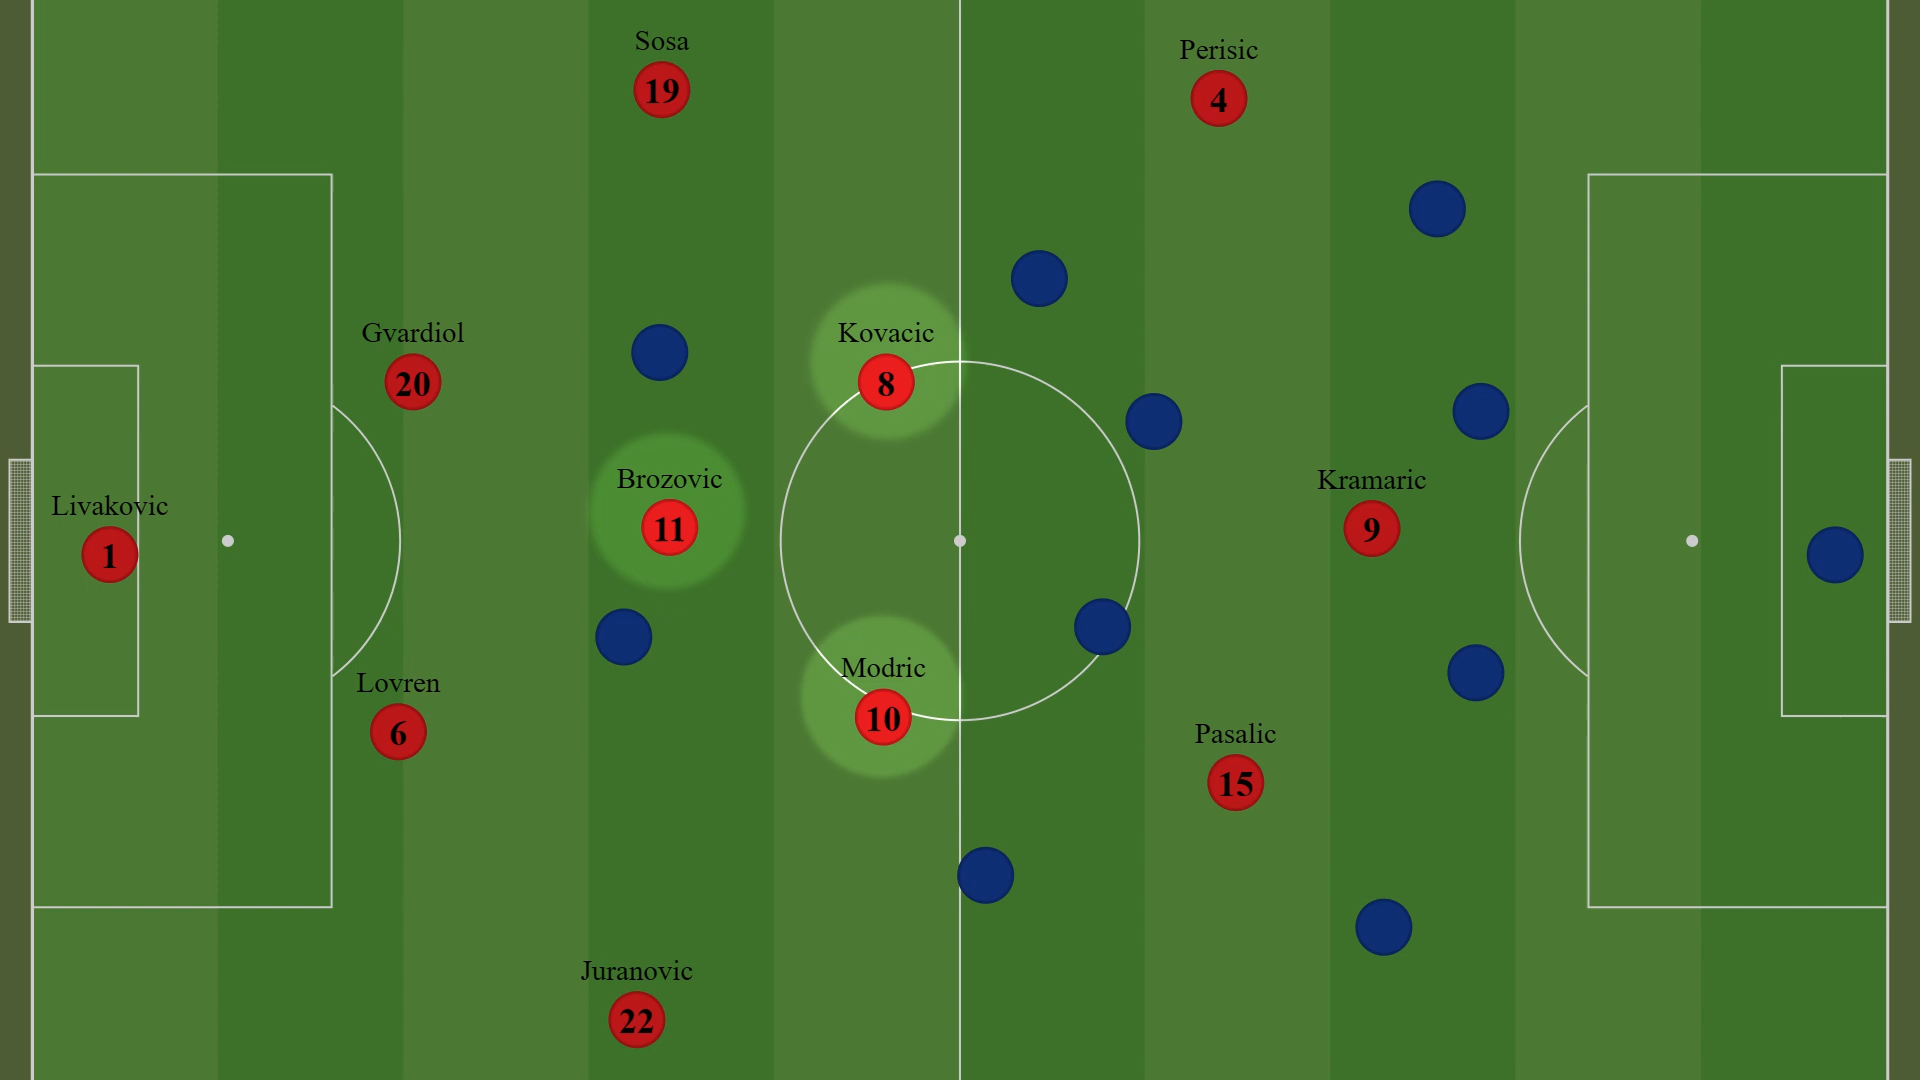 Sosa
19
Perisic
4
Gvardiol
20
Kovacic
8
Brozovic
11
Kramaric
9
Livakovic
1
Lovren
6
Modric
10
Pasalic
15
Juranovic
22